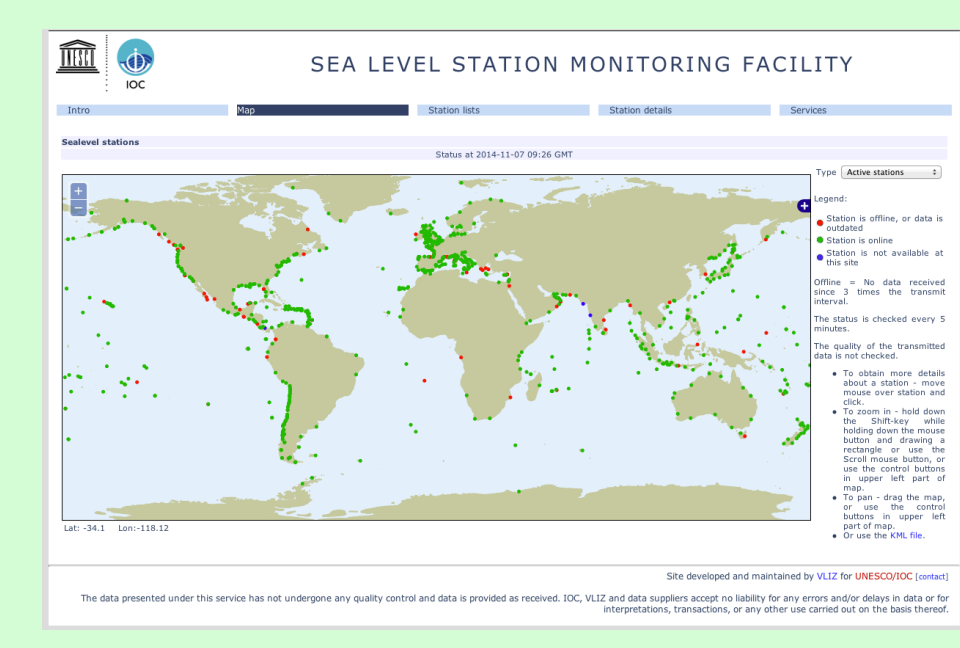 UNESCO
IOC
SEA LEVEL STATION MONITORING FACILITY
Intro
Map
Station lists
Station details
Services
Sealevel stations
Status at 2014-11-07 09:26 GMT
Type
Active stations
+
−
+
Legend:
Station is offline, or data is
outdated
Station is online
Station is not available at
this site
Offline = No data received
since 3 times the transmit
interval.
The status is checked every 5
minutes.
The quality of the transmitted
data is not checked.
• To obtain more details
about a station - move
mouse over station and
click.
• To zoom in - hold down
the Shift-key while
holding down the mouse
button and drawing a
rectangle or use the
Scroll mouse button, or
use the control buttons
in upper left part of
map.
• To pan - drag the map,
or use the control
buttons in upper left
part of map.
• Or use the KML file.
Lat: -34.1 Lon:-118.12
Site developed and maintained by VLIZ for UNESCO/IOC [contact]
The data presented under this service has not undergone any quality control and data is provided as received. IOC, VLIZ and data suppliers accept no liability for any errors and/or delays in data or for
interpretations, transactions, or any other use carried out on the basis thereof.